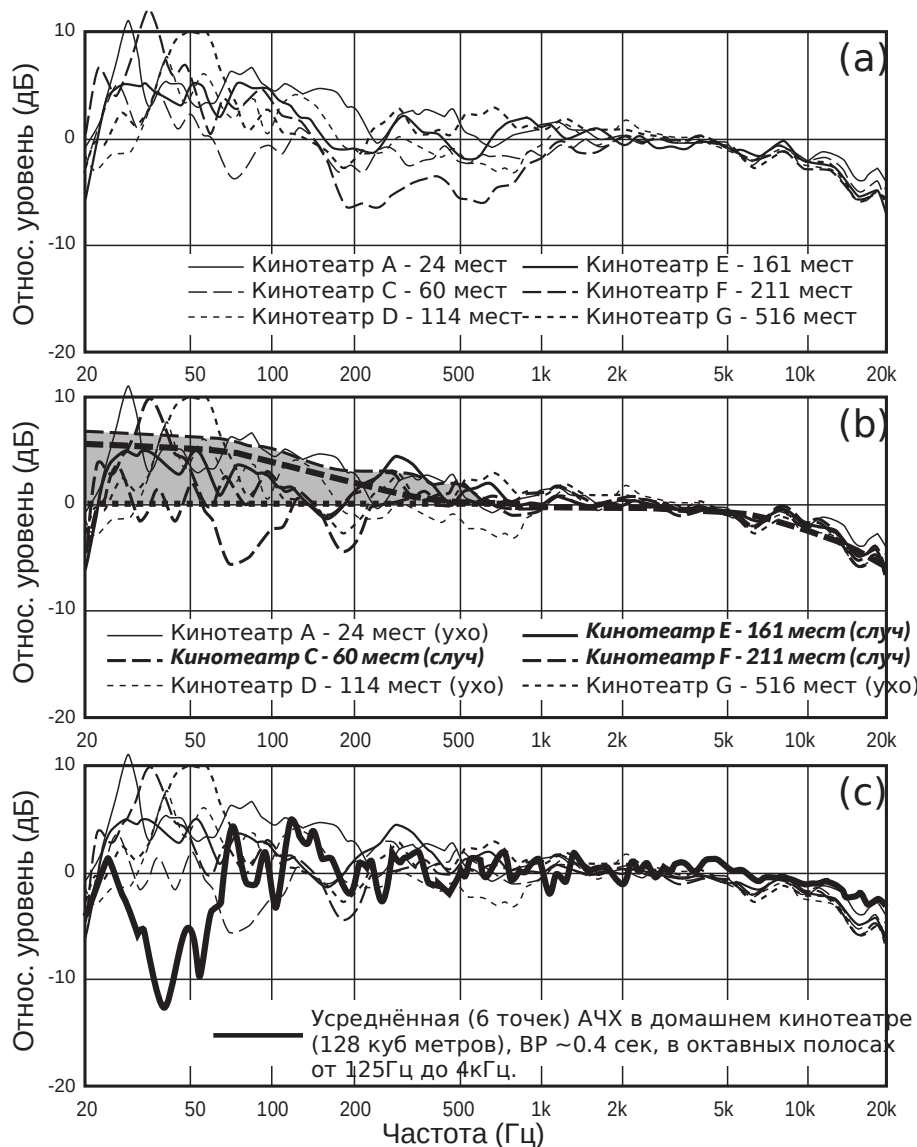 10
(a)
0
-10
-20
Относ. уровень (дБ)
Кинотеатр A - 24 мест
Кинотеатр E - 161 мест
Кинотеатр C - 60 мест
Кинотеатр F - 211 мест
Кинотеатр D - 114 мест
Кинотеатр G - 516 мест
20 50 100 200 500 1k 2k 5k 10k 20k
10
(b)
0
-10
-20
Относ. уровень (дБ)
Кинотеатр A - 24 мест (ухо)
Кинотеатр E - 161 мест (случ)
Кинотеатр C - 60 мест (случ)
Кинотеатр F - 211 мест (случ)
Кинотеатр D - 114 мест (ухо)
Кинотеатр G - 516 мест (ухо)
20 50 100 200 500 1k 2k 5k 10k 20k
10
(c)
0
-10
-20
Относ. уровень (дБ)
Усреднённая (6 точек) АЧХ в домашнем кинотеатре
(128 куб метров), ВР ~0.4 сек, в октавных полосах
от 125Гц до 4кГц.
20 50 100 200 500 1k 2k 5k 10k 20k
Частота (Гц)